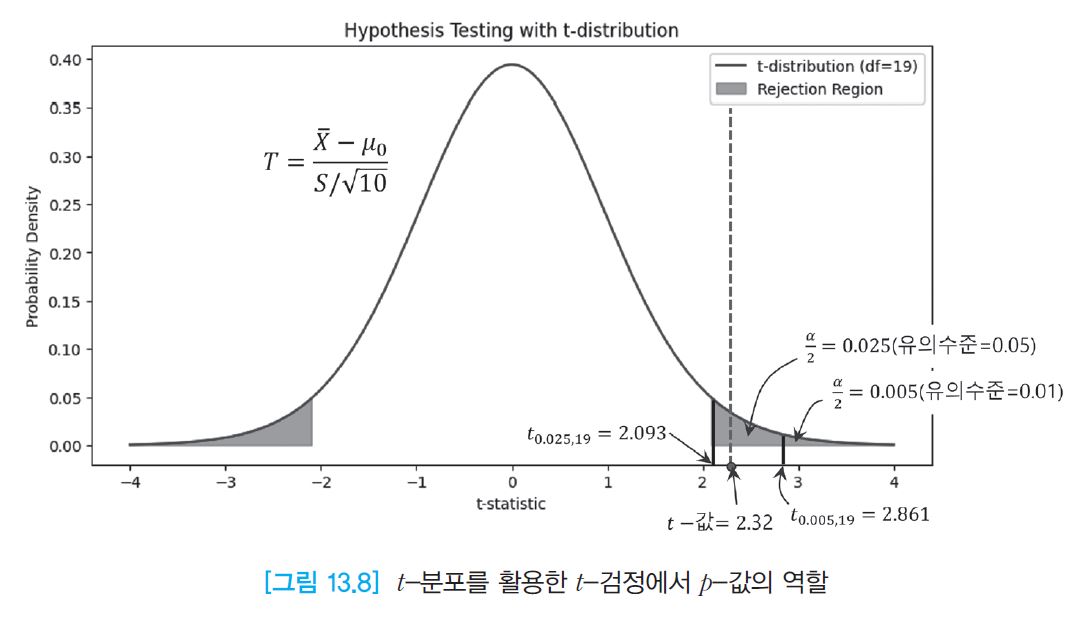 Hypothesis Testing with t-distribution
t-distribution (df=19)
Rejection Region
T = (X̄ − μ₀) / (S/√10)
Probability Density
0.40
0.35
0.30
0.25
0.20
0.15
0.10
0.05
0.00
α/2 = 0.025(유의수준=0.05)
α/2 = 0.005(유의수준=0.01)
t₀.₀₂₅,₁₉ = 2.093
−4 −3 −2 −1 0 1 2 3 4
t-statistic
t −값= 2.32
t₀.₀₀₅,₁₉ = 2.861
[그림 13.8] t–분포를 활용한 t–검정에서 p–값의 역할